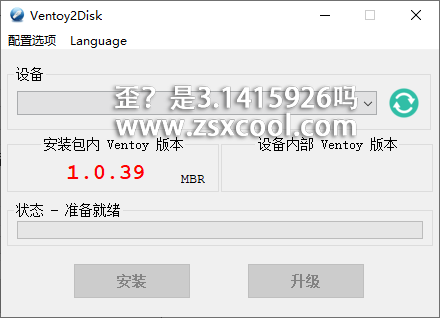 Ventoy2Disk
配置选项 Language
设备
歪？是3.1415926吗
www.zsxcool.com
安装包内 Ventoy 版本
设备内部 Ventoy 版本
1.0.39
MBR
状态 - 准备就绪
安装
升级